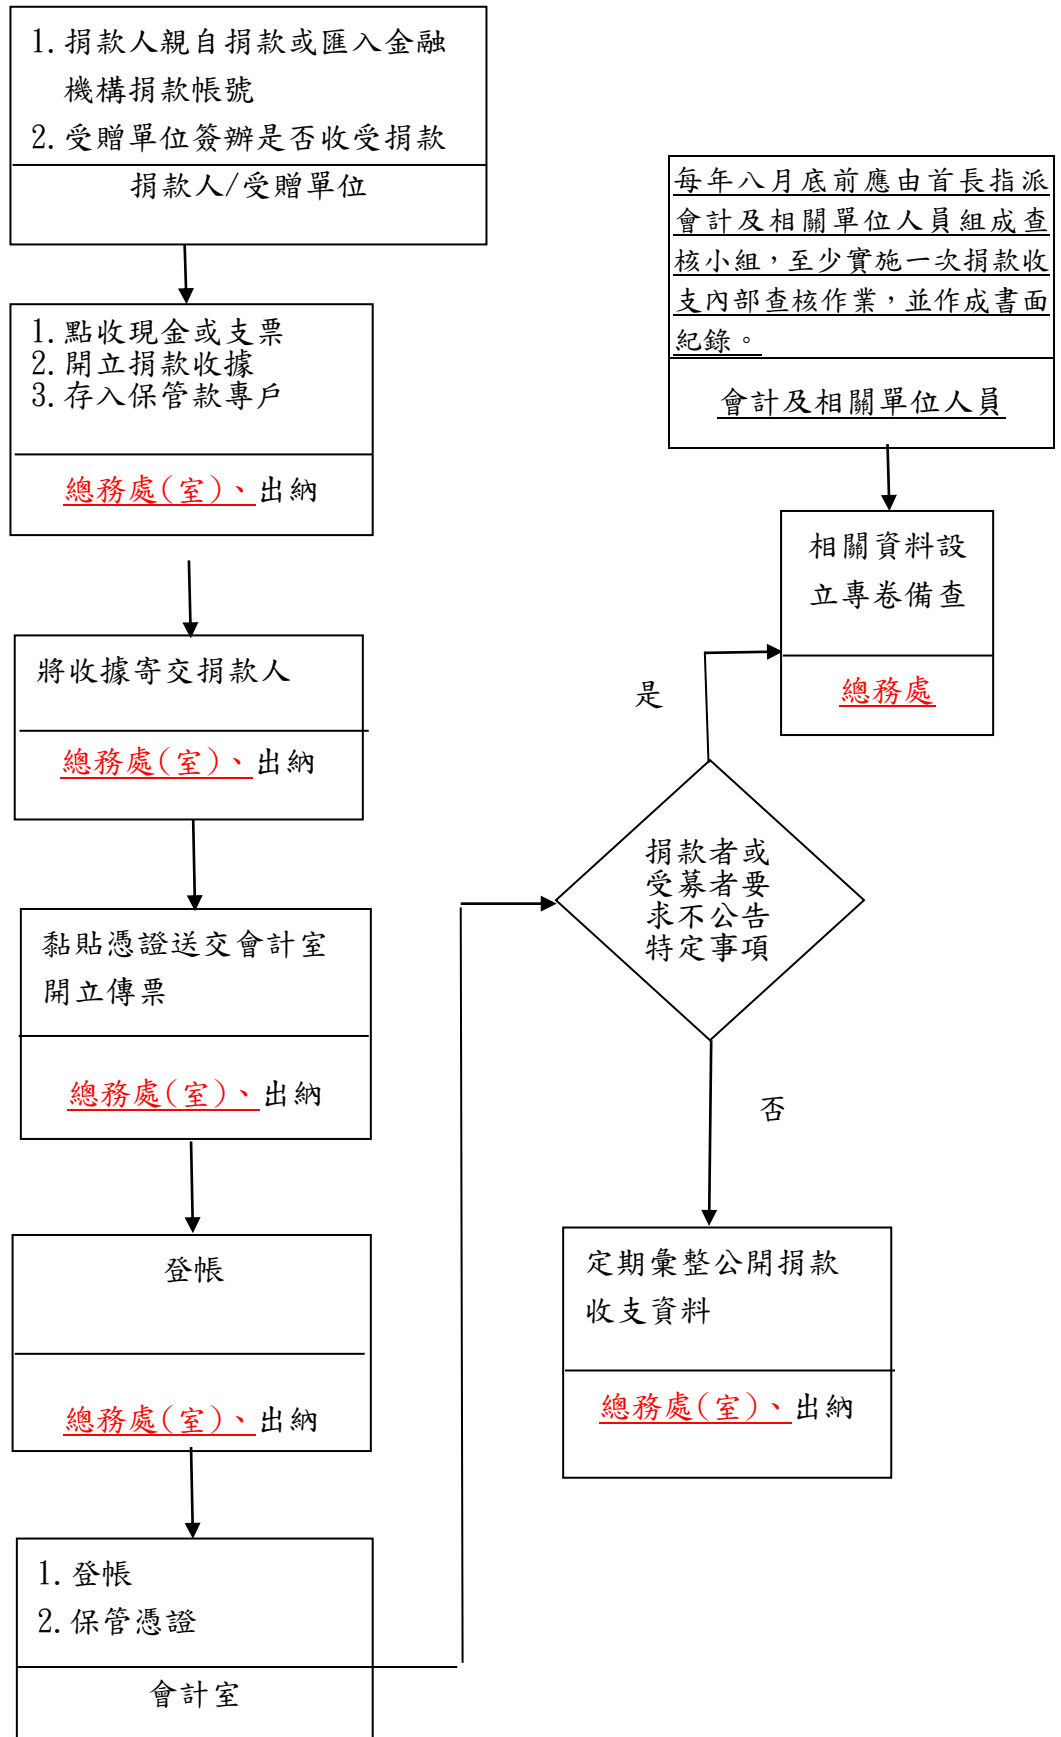 1.捐款人親自捐款或匯入金融
機構捐款帳號
2.受贈單位簽辦是否收受捐款
捐款人/受贈單位
1.點收現金或支票
2.開立捐款收據
3.存入保管款專戶
總務處(室)、出納
將收據寄交捐款人
總務處(室)、出納
黏貼憑證送交會計室
開立傳票
總務處(室)、出納
登帳
總務處(室)、出納
1.登帳
2.保管憑證
會計室
每年八月底前應由首長指派
會計及相關單位人員組成查
核小組,至少實施一次捐款收
支內部查核作業,並作成書面
紀錄。
會計及相關單位人員
相關資料設
立專卷備查
總務處
是
捐款者或
受募者要
求不公告
特定事項
否
定期彙整公開捐款
收支資料
總務處(室)、出納